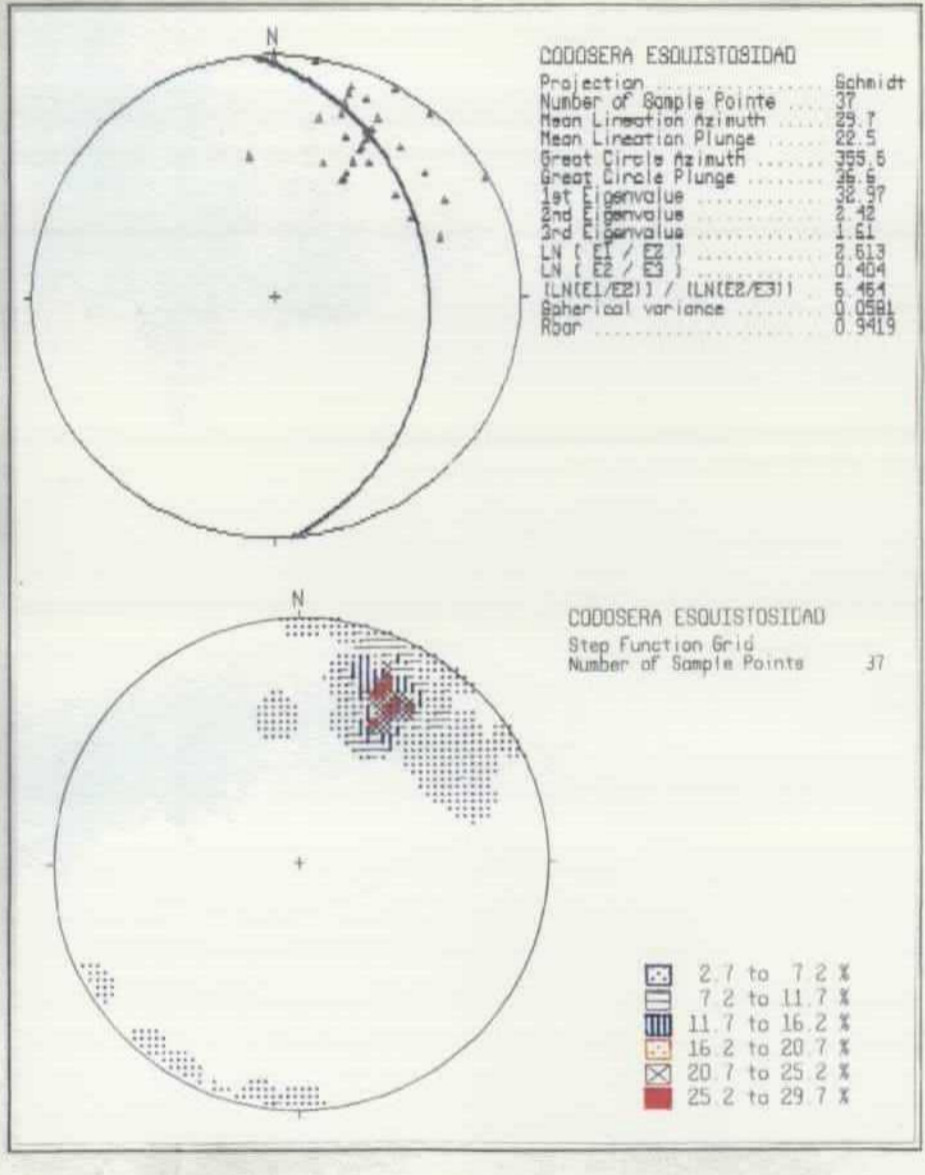 N
CODOSERA ESQUISTOSIDAD
Projection .................. Schmidt
Number of Sample Points .... 37
Mean Lineation Azimuth ..... 29.7
Mean Lineation Plunge ...... 22.5
Great Circle Azimuth ....... 355.6
Great Circle Plunge ........ 36.6
1st Eigenvalue ............. 32.97
2nd Eigenvalue ............. 2.42
3rd Eigenvalue ............. 1.61
LN ( E1 / E2 ) ............. 2.613
LN ( E2 / E3 ) ............. 0.404
[LN(E1/E2)] / [LN(E2/E3)] . 6.464
Spherical variance ......... 0.0581
Rbar ....................... 0.9419
N
CODOSERA ESQUISTOSIDAD
Step Function Grid
Number of Sample Points 37
2.7 to 7.2 %
7.2 to 11.7 %
11.7 to 16.2 %
16.2 to 20.7 %
20.7 to 25.2 %
25.2 to 29.7 %